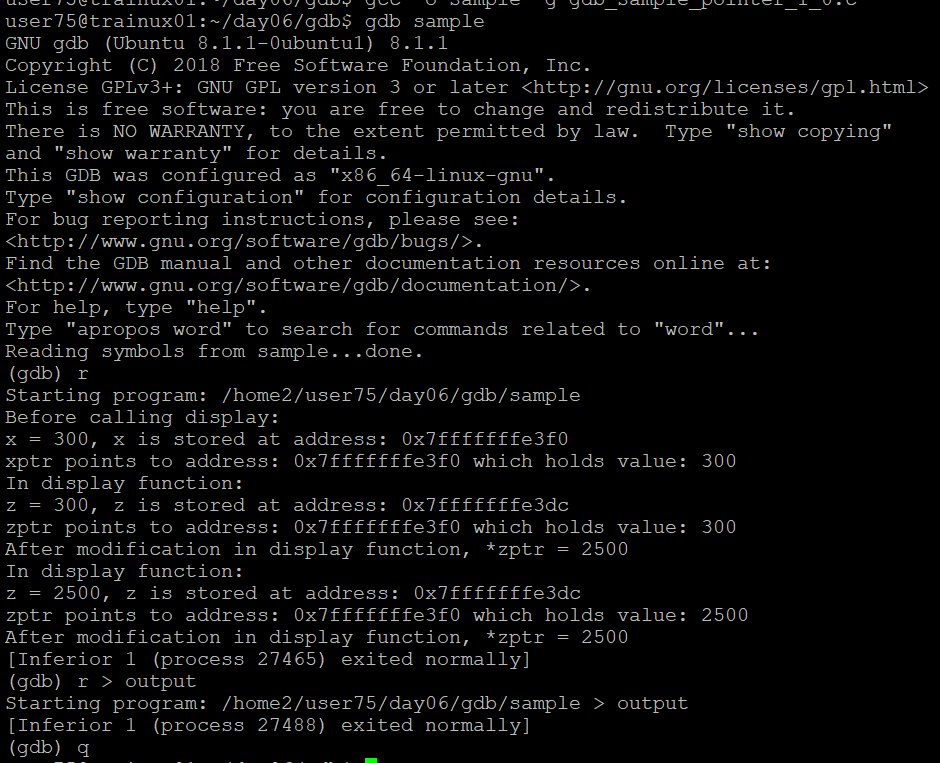 user75@trainux01:~/day06/gdb$ gcc -o sample -g gdb_sample_pointer_1_0.c
user75@trainux01:~/day06/gdb$ gdb sample
GNU gdb (Ubuntu 8.1.1-0ubuntu1) 8.1.1
Copyright (C) 2018 Free Software Foundation, Inc.
License GPLv3+: GNU GPL version 3 or later <http://gnu.org/licenses/gpl.html>
This is free software: you are free to change and redistribute it.
There is NO WARRANTY, to the extent permitted by law.  Type "show copying"
and "show warranty" for details.
This GDB was configured as "x86_64-linux-gnu".
Type "show configuration" for configuration details.
For bug reporting instructions, please see:
<http://www.gnu.org/software/gdb/bugs/>.
Find the GDB manual and other documentation resources online at:
<http://www.gnu.org/software/gdb/documentation/>.
For help, type "help".
Type "apropos word" to search for commands related to "word"...
Reading symbols from sample...done.
(gdb) r
Starting program: /home2/user75/day06/gdb/sample
Before calling display:
x = 300, x is stored at address: 0x7fffffffe3f0
xptr points to address: 0x7fffffffe3f0 which holds value: 300
In display function:
z = 300, z is stored at address: 0x7fffffffe3dc
zptr points to address: 0x7fffffffe3f0 which holds value: 300
After modification in display function, *zptr = 2500
In display function:
z = 2500, z is stored at address: 0x7fffffffe3dc
zptr points to address: 0x7fffffffe3f0 which holds value: 2500
After modification in display function, *zptr = 2500
[Inferior 1 (process 27465) exited normally]
(gdb) r > output
Starting program: /home2/user75/day06/gdb/sample > output
[Inferior 1 (process 27488) exited normally]
(gdb) q